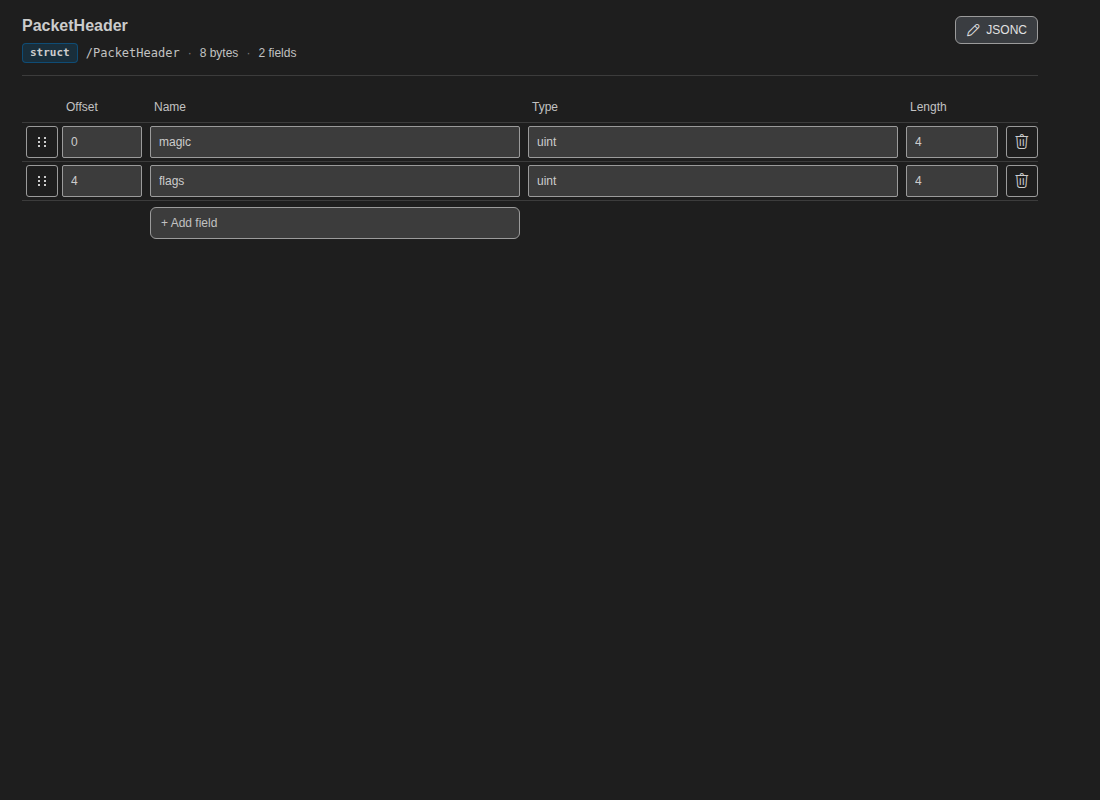 PacketHeader
JSONC
struct /PacketHeader · 8 bytes · 2 fields
Offset Name Type Length
0 magic uint 4
4 flags uint 4
+ Add field